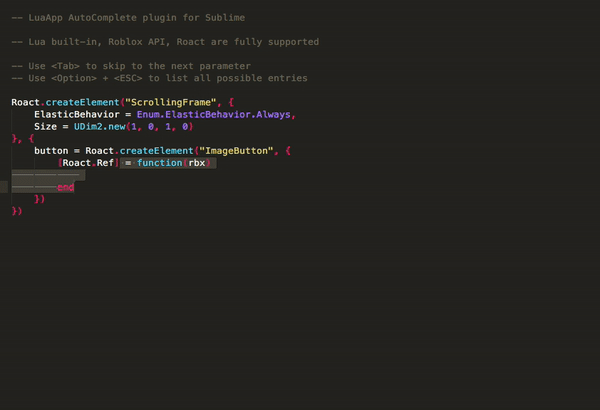 -- LuaApp AutoComplete plugin for Sublime
-- Lua built-in, Roblox API, Roact are fully supported
-- Use <Tab> to skip to the next parameter
-- Use <Option> + <ESC> to list all possible entries
Roact.createElement("ScrollingFrame", {
    ElasticBehavior = Enum.ElasticBehavior.Always,
    Size = UDim2.new(1, 0, 1, 0)
}, {
    button = Roact.createElement("ImageButton", {
        [Roact.Ref] = function(rbx)
        end
    })
})